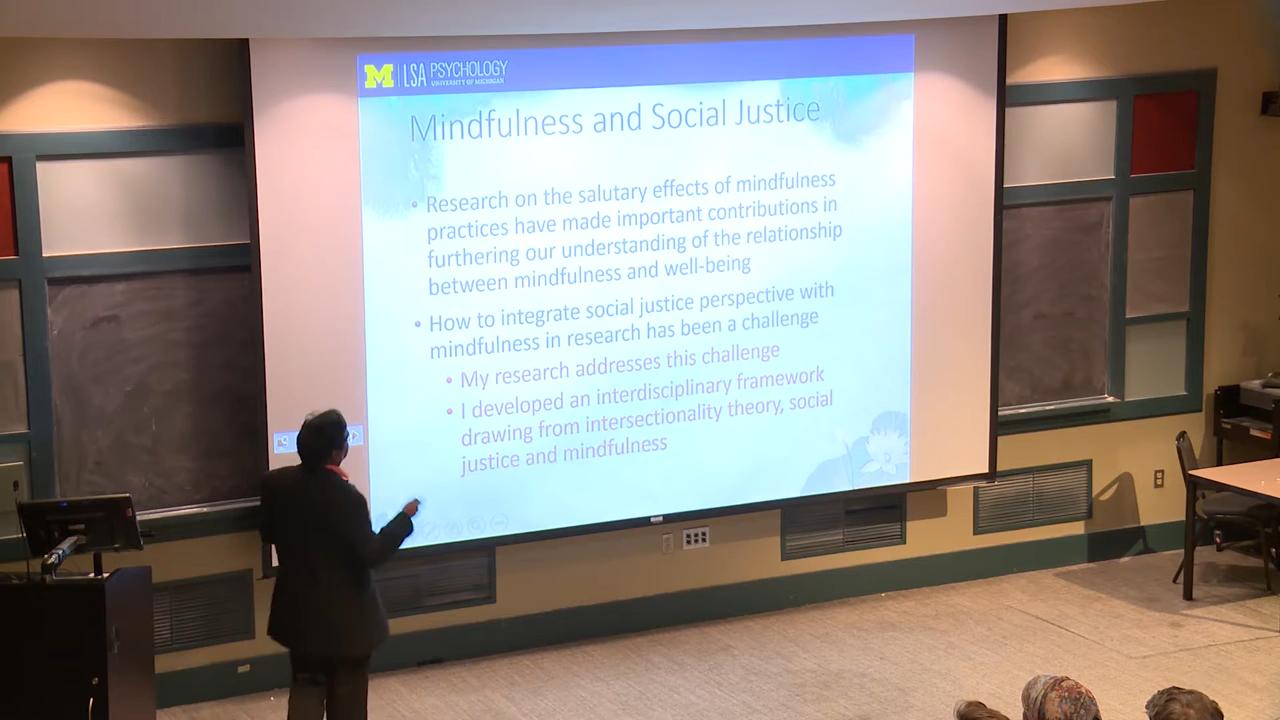 M LSA PSYCHOLOGY
UNIVERSITY OF MICHIGAN
Mindfulness and Social Justice
• Research on the salutary effects of mindfulness
practices have made important contributions in
furthering our understanding of the relationship
between mindfulness and well-being
• How to integrate social justice perspective with
mindfulness in research has been a challenge
• My research addresses this challenge
• I developed an interdisciplinary framework
drawing from intersectionality theory, social
justice and mindfulness